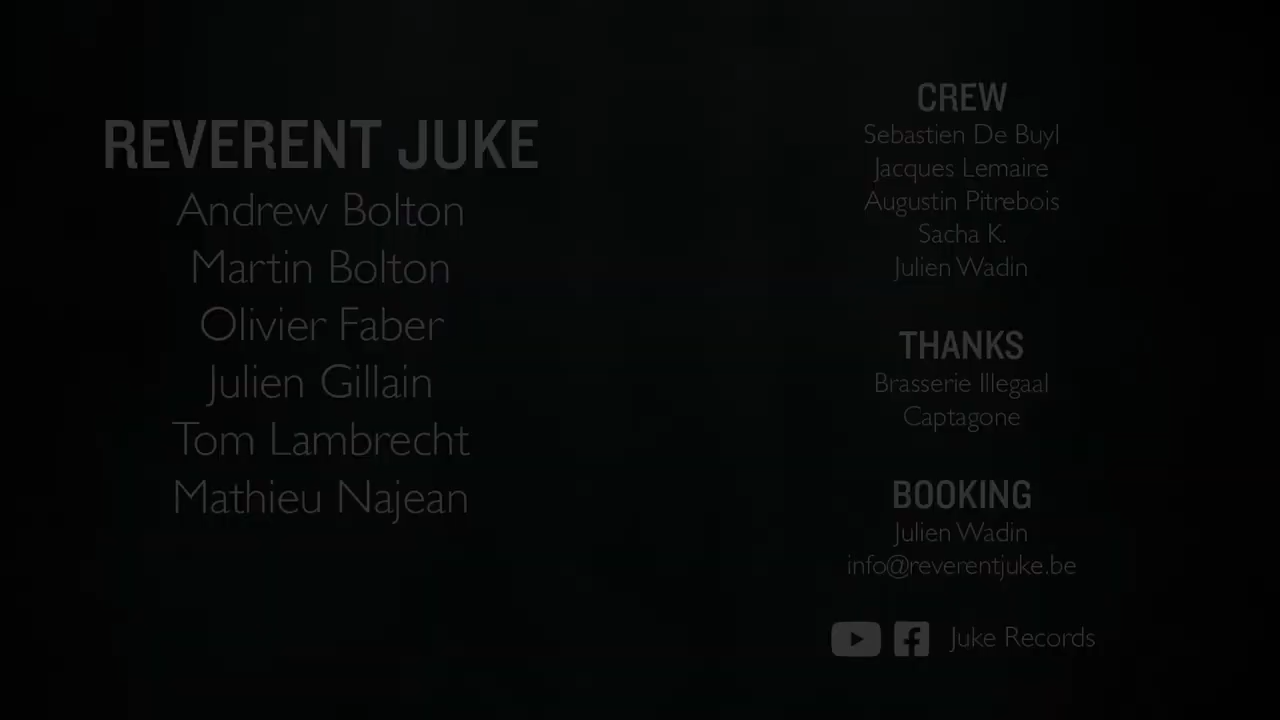 REVERENT JUKE
Andrew Bolton
Martin Bolton
Olivier Faber
Julien Gillain
Tom Lambrecht
Mathieu Najean
CREW
Sebastien De Buyl
Jacques Lemaire
Augustin Pitrebois
Sacha K.
Julien Wadin
THANKS
Brasserie Illegaal
Captagone
BOOKING
Julien Wadin
info@reverentjuke.be
Juke Records